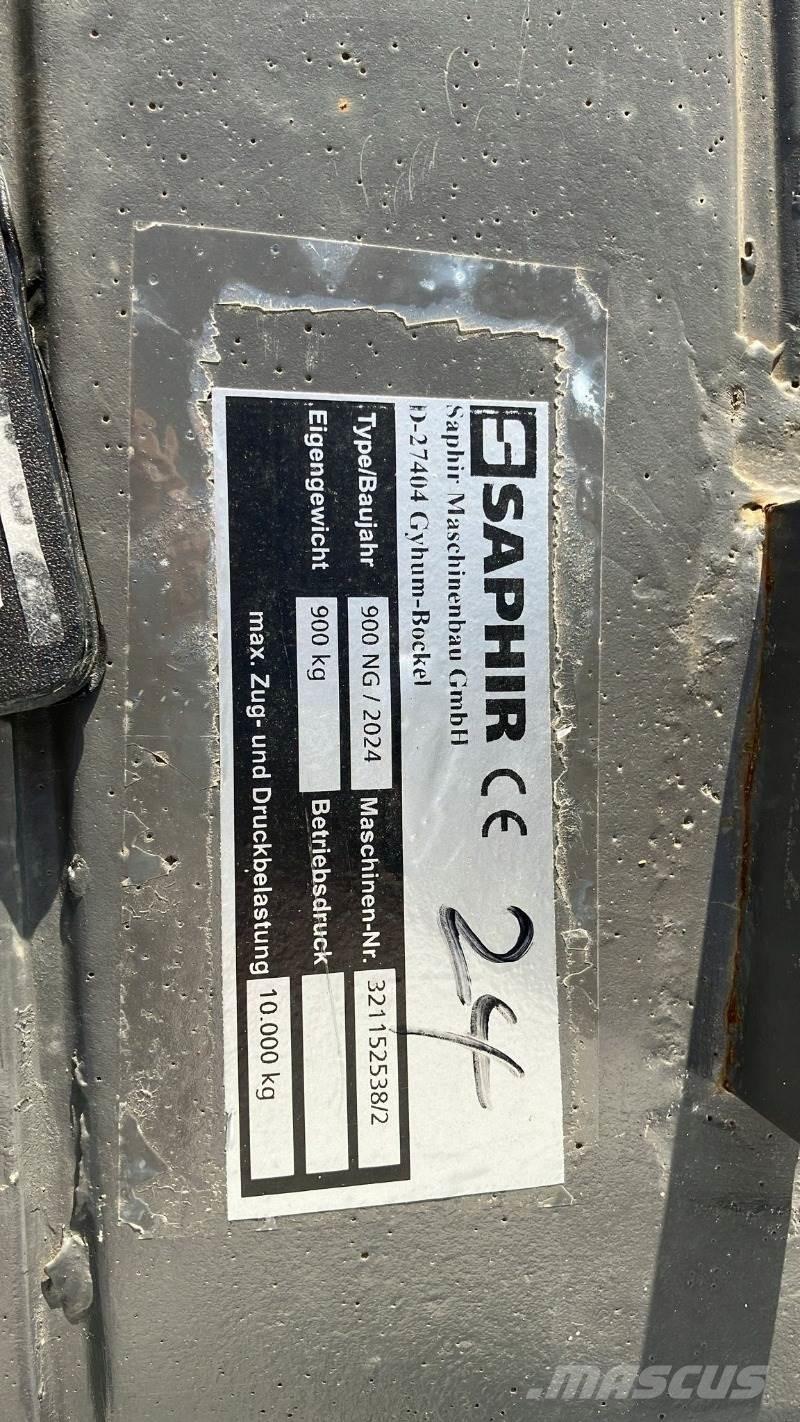 SAPHIR CE 24
Saphir Maschinenbau GmbH
D-27404 Gyhum-Bockel
Type/Baujahr 900 NG / 2024 Maschinen-Nr. 321152538/2
Eigengewicht 900 kg Betriebsdruck
max. Zug- und Druckbelastung 10.000 kg
MASCUS